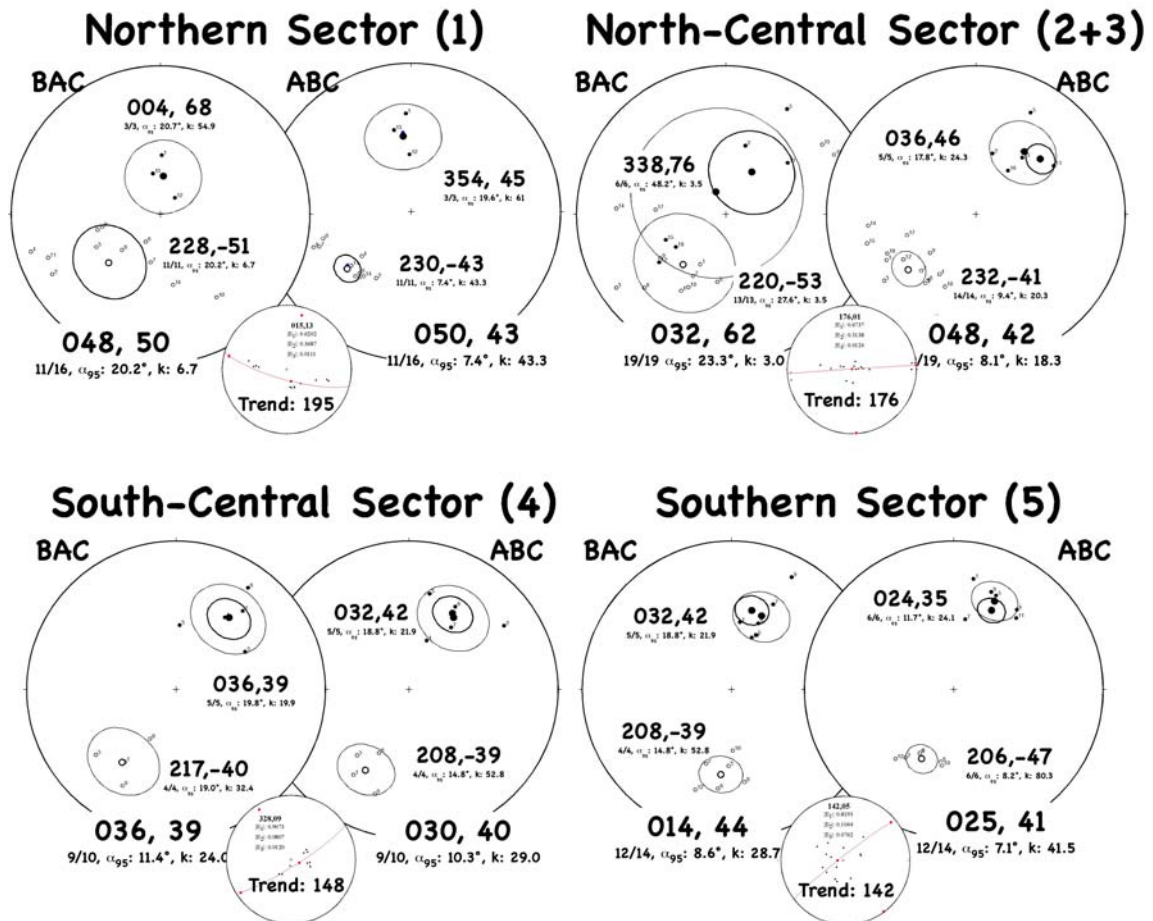 Northern Sector (1)
BAC
ABC
004, 68
3/3, α95: 20.7°, k: 54.9
354, 45
3/3, α95: 19.6°, k: 61
228,-51
11/11, α95: 20.2°, k: 6.7
230,-43
11/11, α95: 7.4°, k: 43.3
048, 50
11/16, α95: 20.2°, k: 6.7
050, 43
11/16, α95: 7.4°, k: 43.3
015,13
Trend: 195
North-Central Sector (2+3)
BAC
ABC
338,76
6/6, α95: 48.2°, k: 3.5
036,46
5/5, α95: 17.8°, k: 24.3
220,-53
13/13, α95: 27.6°, k: 3.5
232,-41
14/14, α95: 9.4°, k: 20.3
032, 62
19/19 α95: 23.3°, k: 3.0
048, 42
/19, α95: 8.1°, k: 18.3
176,01
Trend: 176
South-Central Sector (4)
BAC
ABC
032,42
5/5, α95: 18.8°, k: 21.9
036,39
5/5, α95: 19.8°, k: 19.9
217,-40
4/4, α95: 19.0°, k: 32.4
208,-39
4/4, α95: 14.8°, k: 52.8
036, 39
9/10, α95: 11.4°, k: 24.0
030, 40
9/10, α95: 10.3°, k: 29.0
328,09
Trend: 148
Southern Sector (5)
BAC
ABC
032,42
5/5, α95: 18.8°, k: 21.9
024,35
6/6, α95: 11.7°, k: 24.1
208,-39
4/4, α95: 14.8°, k: 52.8
206,-47
6/6, α95: 8.2°, k: 80.3
014, 44
12/14, α95: 8.6°, k: 28.7
025, 41
12/14, α95: 7.1°, k: 41.5
142,05
Trend: 142